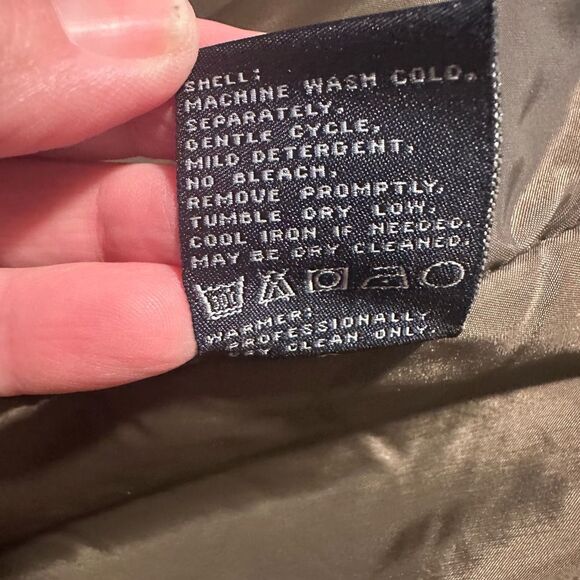 SHELL:
MACHINE WASH COLD,
SEPARATELY,
GENTLE CYCLE,
MILD DETERGENT,
NO BLEACH,
REMOVE PROMPTLY,
TUMBLE DRY LOW,
COOL IRON IF NEEDED.
MAY BE DRY CLEANED.
WARMER:
PROFESSIONALLY
DRY CLEAN ONLY.